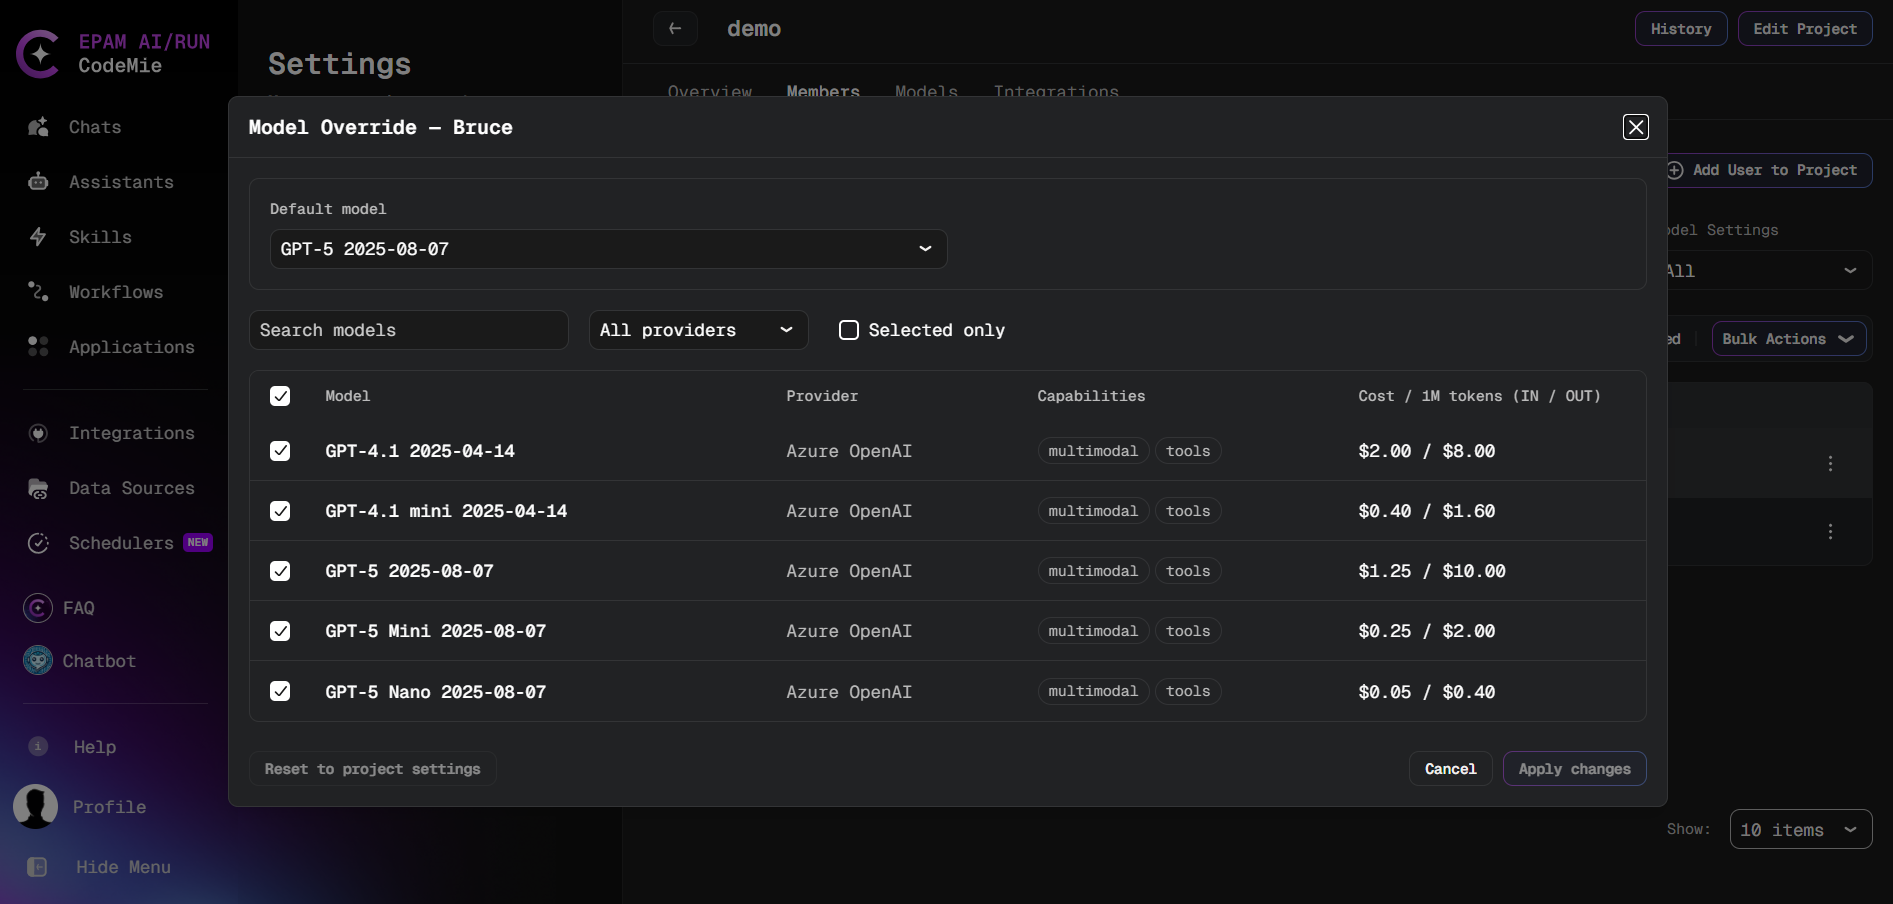 EPAM AI/RUN
CodeMie
Chats
Assistants
Skills
Workflows
Applications
Integrations
Data Sources
Schedulers NEW
FAQ
Chatbot
Help
Profile
Hide Menu
Settings
demo
History
Edit Project
Overview Members Models Integrations
Add User to Project
del Settings
All
ed
Bulk Actions
Model Override – Bruce
Default model
GPT-5 2025-08-07
Search models
All providers
Selected only
Model Provider Capabilities Cost / 1M tokens (IN / OUT)
GPT-4.1 2025-04-14 Azure OpenAI multimodal tools $2.00 / $8.00
GPT-4.1 mini 2025-04-14 Azure OpenAI multimodal tools $0.40 / $1.60
GPT-5 2025-08-07 Azure OpenAI multimodal tools $1.25 / $10.00
GPT-5 Mini 2025-08-07 Azure OpenAI multimodal tools $0.25 / $2.00
GPT-5 Nano 2025-08-07 Azure OpenAI multimodal tools $0.05 / $0.40
Reset to project settings
Cancel
Apply changes
Show: 10 items